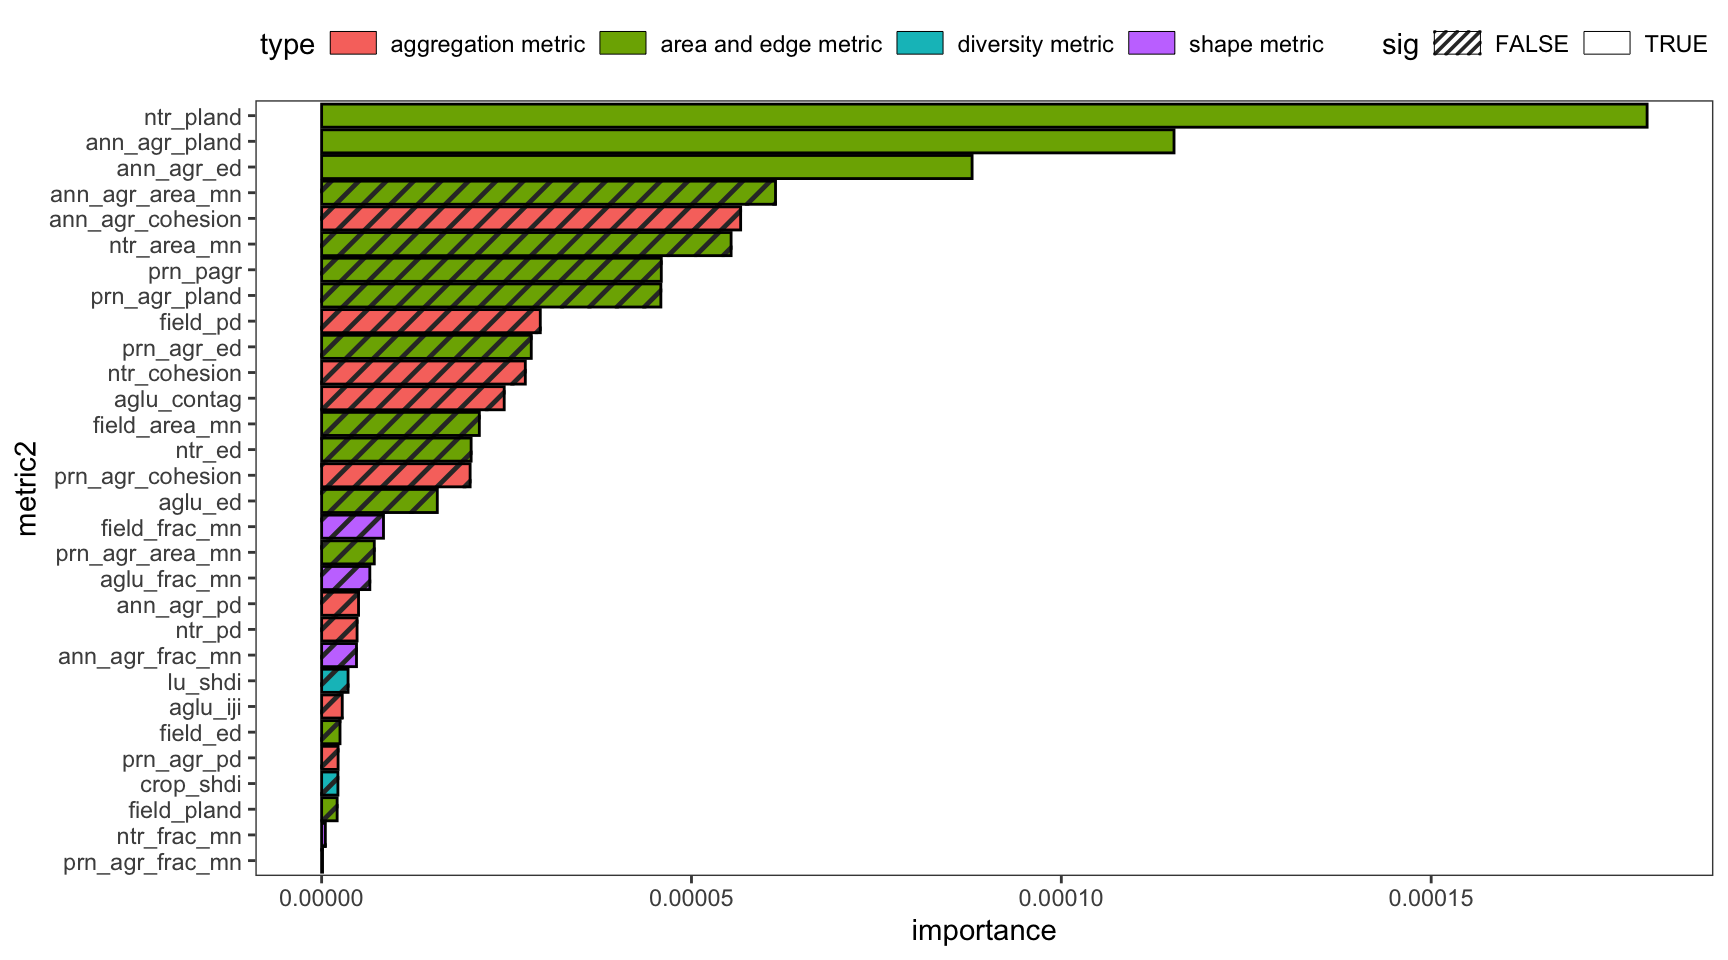 type aggregation metric area and edge metric diversity metric shape metric sig FALSE TRUE
ntr_pland
ann_agr_pland
ann_agr_ed
ann_agr_area_mn
ann_agr_cohesion
ntr_area_mn
prn_pagr
prn_agr_pland
field_pd
prn_agr_ed
ntr_cohesion
aglu_contag
field_area_mn
ntr_ed
prn_agr_cohesion
aglu_ed
field_frac_mn
prn_agr_area_mn
aglu_frac_mn
ann_agr_pd
ntr_pd
ann_agr_frac_mn
lu_shdi
aglu_iji
field_ed
prn_agr_pd
crop_shdi
field_pland
ntr_frac_mn
prn_agr_frac_mn
metric2
0.00000 0.00005 0.00010 0.00015
importance